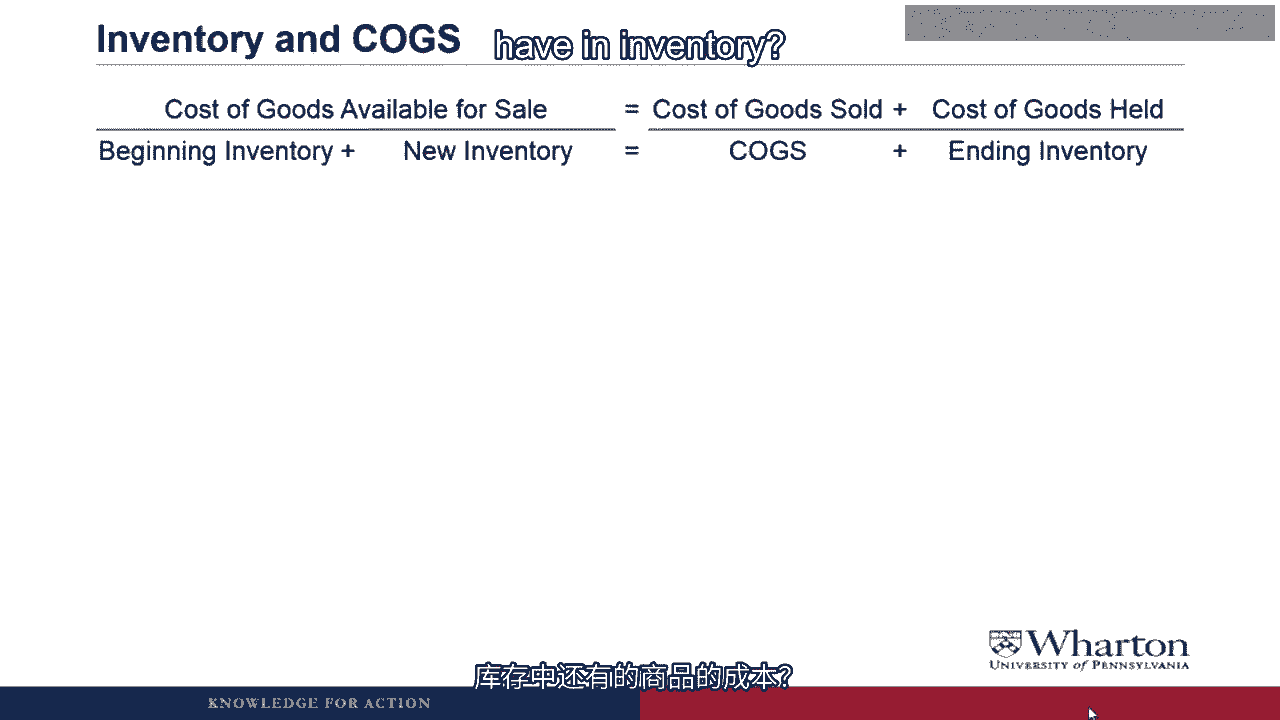 Inventory and COGS
have in inventory?
Cost of Goods Available for Sale = Cost of Goods Sold + Cost of Goods Held
Beginning Inventory + New Inventory = COGS + Ending Inventory
Wharton
UNIVERSITY of PENNSYLVANIA
库存中还有的商品的成本?
KNOWLEDGE FOR ACTION